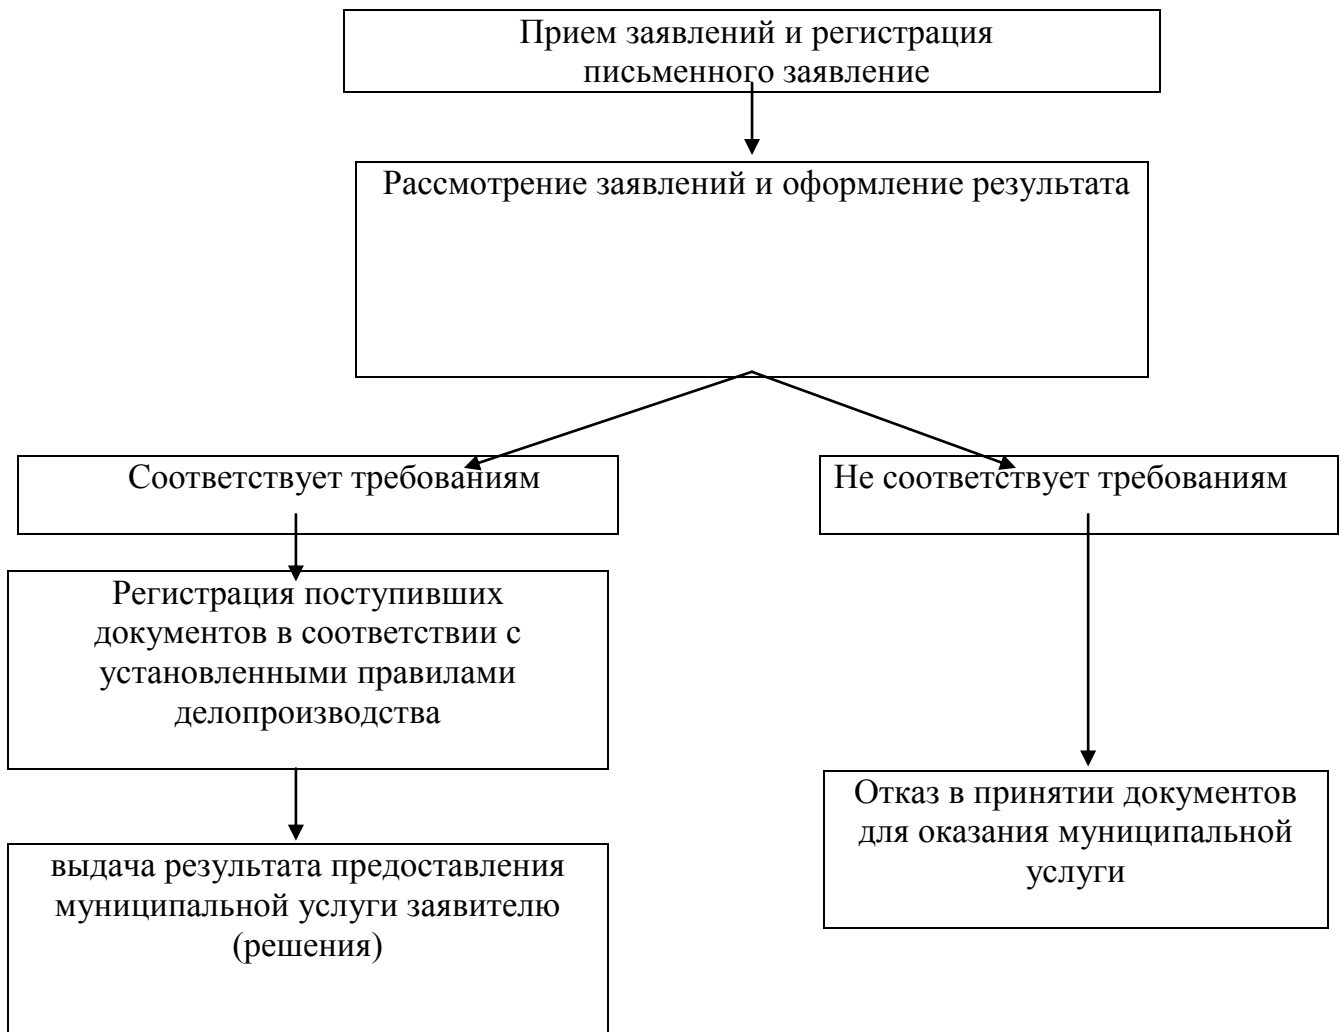 Прием заявлений и регистрация
письменного заявление
Рассмотрение заявлений и оформление результата
Соответствует требованиям
Не соответствует требованиям
Регистрация поступивших
документов в соответствии с
установленными правилами
делопроизводства
Отказ в принятии документов
для оказания муниципальной
услуги
выдача результата предоставления
муниципальной услуги заявителю
(решения)